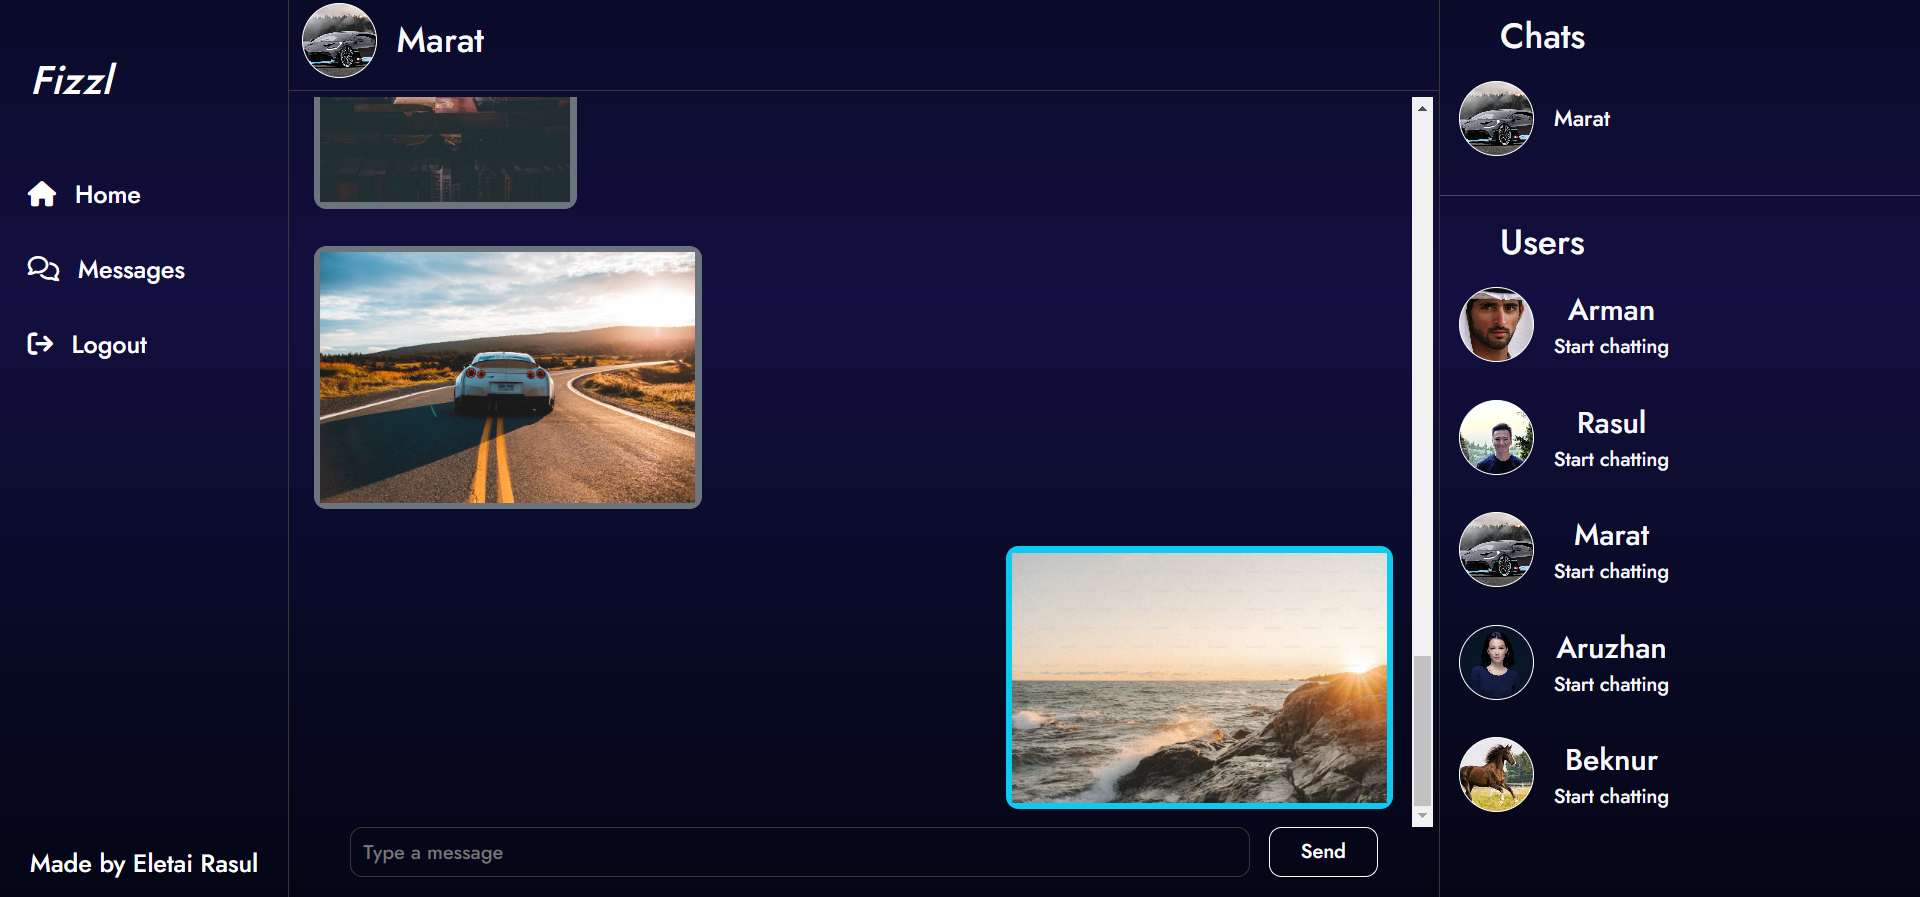 Fizzl
Home
Messages
Logout
Made by Eletai Rasul
Marat
Type a message
Send
Chats
Marat
Users
Arman
Start chatting
Rasul
Start chatting
Marat
Start chatting
Aruzhan
Start chatting
Beknur
Start chatting